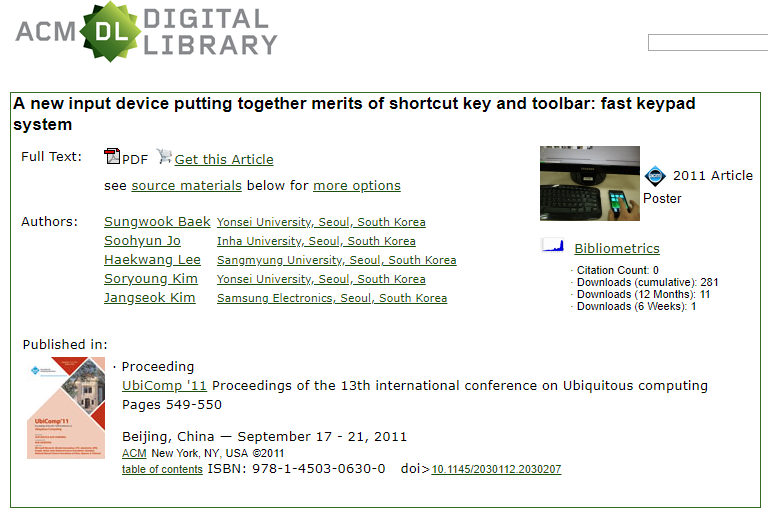 ACM DL DIGITAL LIBRARY
A new input device putting together merits of shortcut key and toolbar: fast keypad
system
Full Text: PDF Get this Article
see source materials below for more options
2011 Article
Poster
Authors: Sungwook Baek Yonsei University, Seoul, South Korea
Soohyun Jo Inha University, Seoul, South Korea
Haekwang Lee Sangmyung University, Seoul, South Korea
Soryoung Kim Yonsei University, Seoul, South Korea
Jangseok Kim Samsung Electronics, Seoul, South Korea
Bibliometrics
· Citation Count: 0
· Downloads (cumulative): 281
· Downloads (12 Months): 11
· Downloads (6 Weeks): 1
Published in:
UbiComp'11
· Proceeding
UbiComp '11 Proceedings of the 13th international conference on Ubiquitous computing
Pages 549-550
Beijing, China — September 17 - 21, 2011
ACM New York, NY, USA ©2011
table of contents ISBN: 978-1-4503-0630-0 doi>10.1145/2030112.2030207